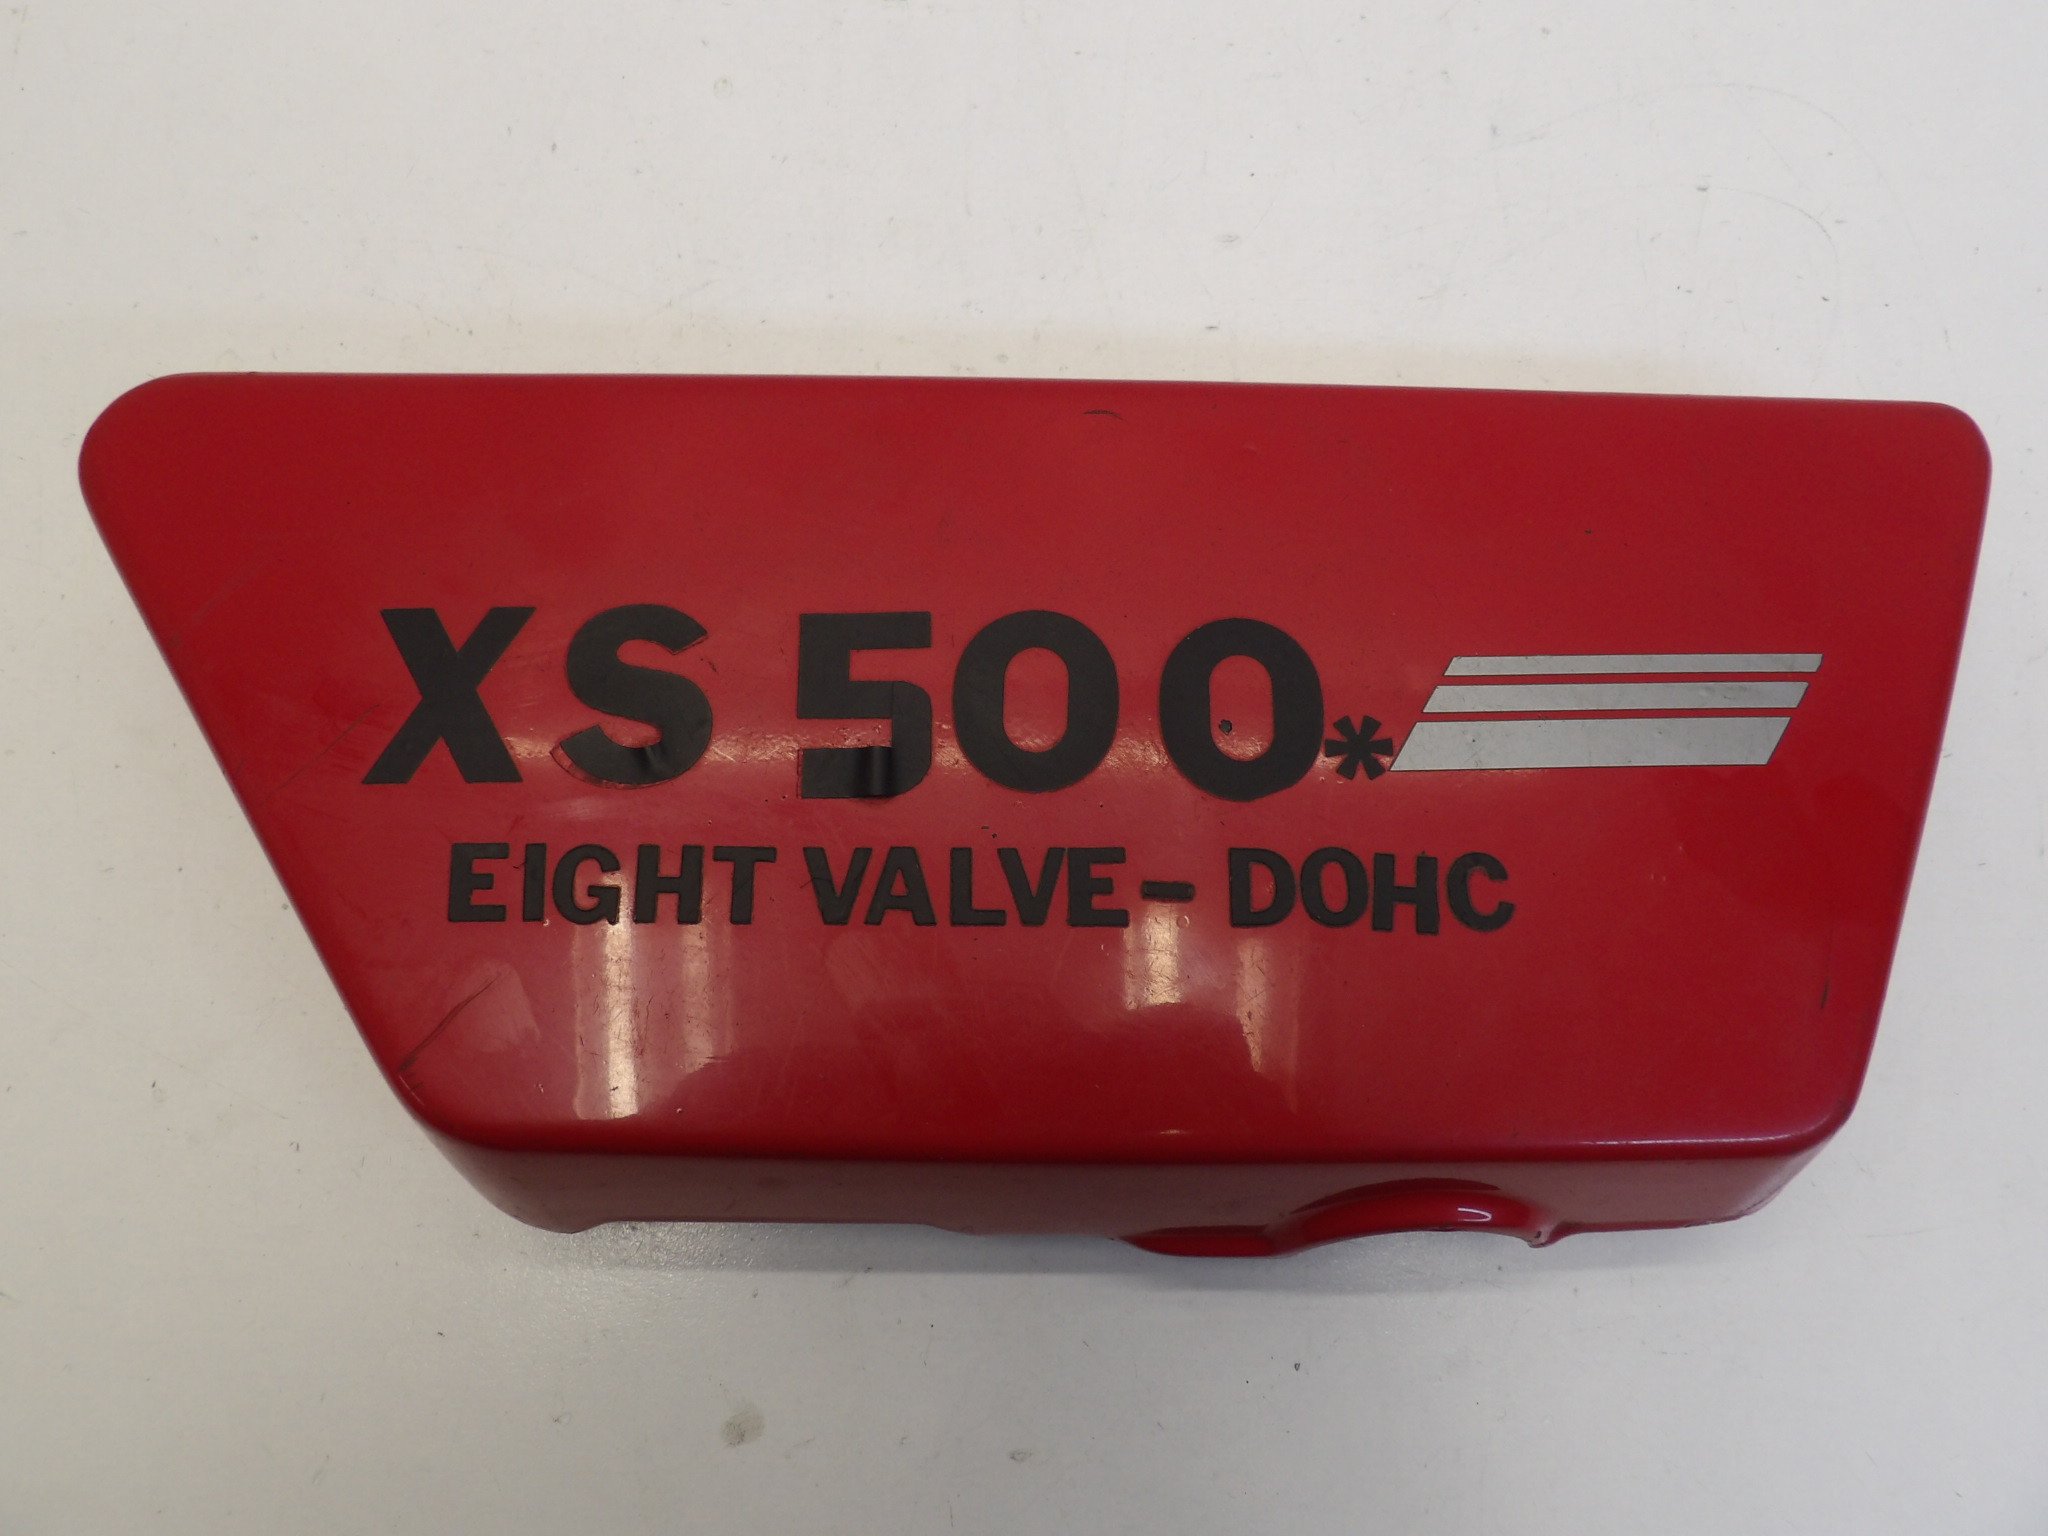 XS 500*
EIGHT VALVE - DOHC